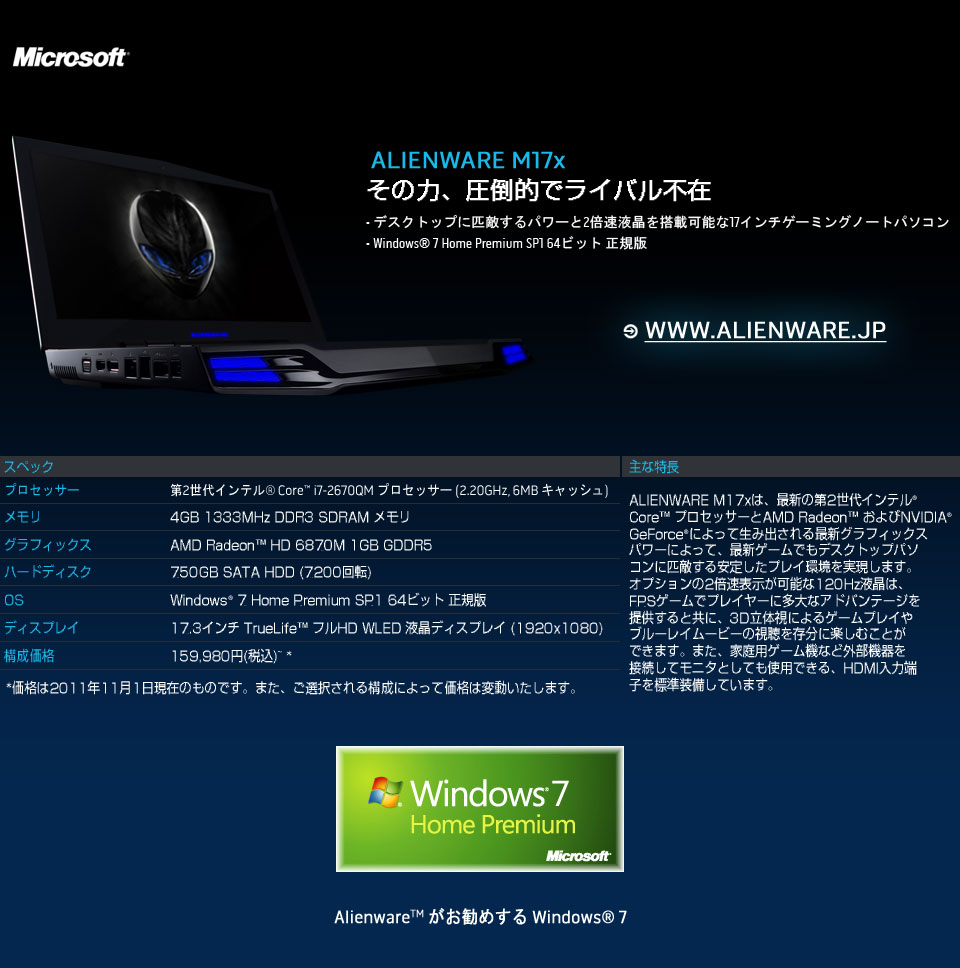 Microsoft®
ALIENWARE M17x
その力、圧倒的でライバル不在
- デスクトップに匹敵するパワーと2倍速液晶を搭載可能な17インチゲーミングノートパソコン
- Windows® 7 Home Premium SP1 64ビット 正規版
WWW.ALIENWARE.JP
スペック
プロセッサー 第2世代インテル® Core™ i7-2670QM プロセッサー (2.20GHz, 6MB キャッシュ)
メモリ 4GB 1333MHz DDR3 SDRAM メモリ
グラフィックス AMD Radeon™ HD 6870M 1GB GDDR5
ハードディスク 750GB SATA HDD (7200回転)
OS Windows® 7 Home Premium SP1 64ビット 正規版
ディスプレイ 17.3インチ TrueLife™ フルHD WLED 液晶ディスプレイ (1920x1080)
構成価格 159,980円(税込)~ *
*価格は2011年11月1日現在のものです。また、ご選択される構成によって価格は変動いたします。
主な特長
ALIENWARE M17xは、最新の第2世代インテル®
Core™ プロセッサーとAMD Radeon™ およびNVIDIA®
GeForce®によって生み出される最新グラフィックス
パワーによって、最新ゲームでもデスクトップパソ
コンに匹敵する安定したプレイ環境を実現します。
オプションの2倍速表示が可能な120Hz液晶は、
FPSゲームでプレイヤーに多大なアドバンテージを
提供すると共に、3D立体視によるゲームプレイや
ブルーレイムービーの視聴を存分に楽しむことが
できます。また、家庭用ゲーム機など外部機器を
接続してモニタとしても使用できる、HDMI入力端
子を標準装備しています。
Windows® 7
Home Premium
Microsoft®
Alienware™ がお勧めする Windows® 7